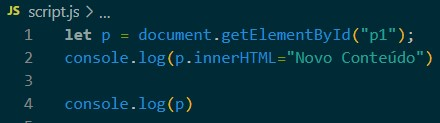 JS script.js > ...
1 let p = document.getElementById("p1");
2 console.log(p.innerHTML="Novo Conteúdo")
3
4 console.log(p)